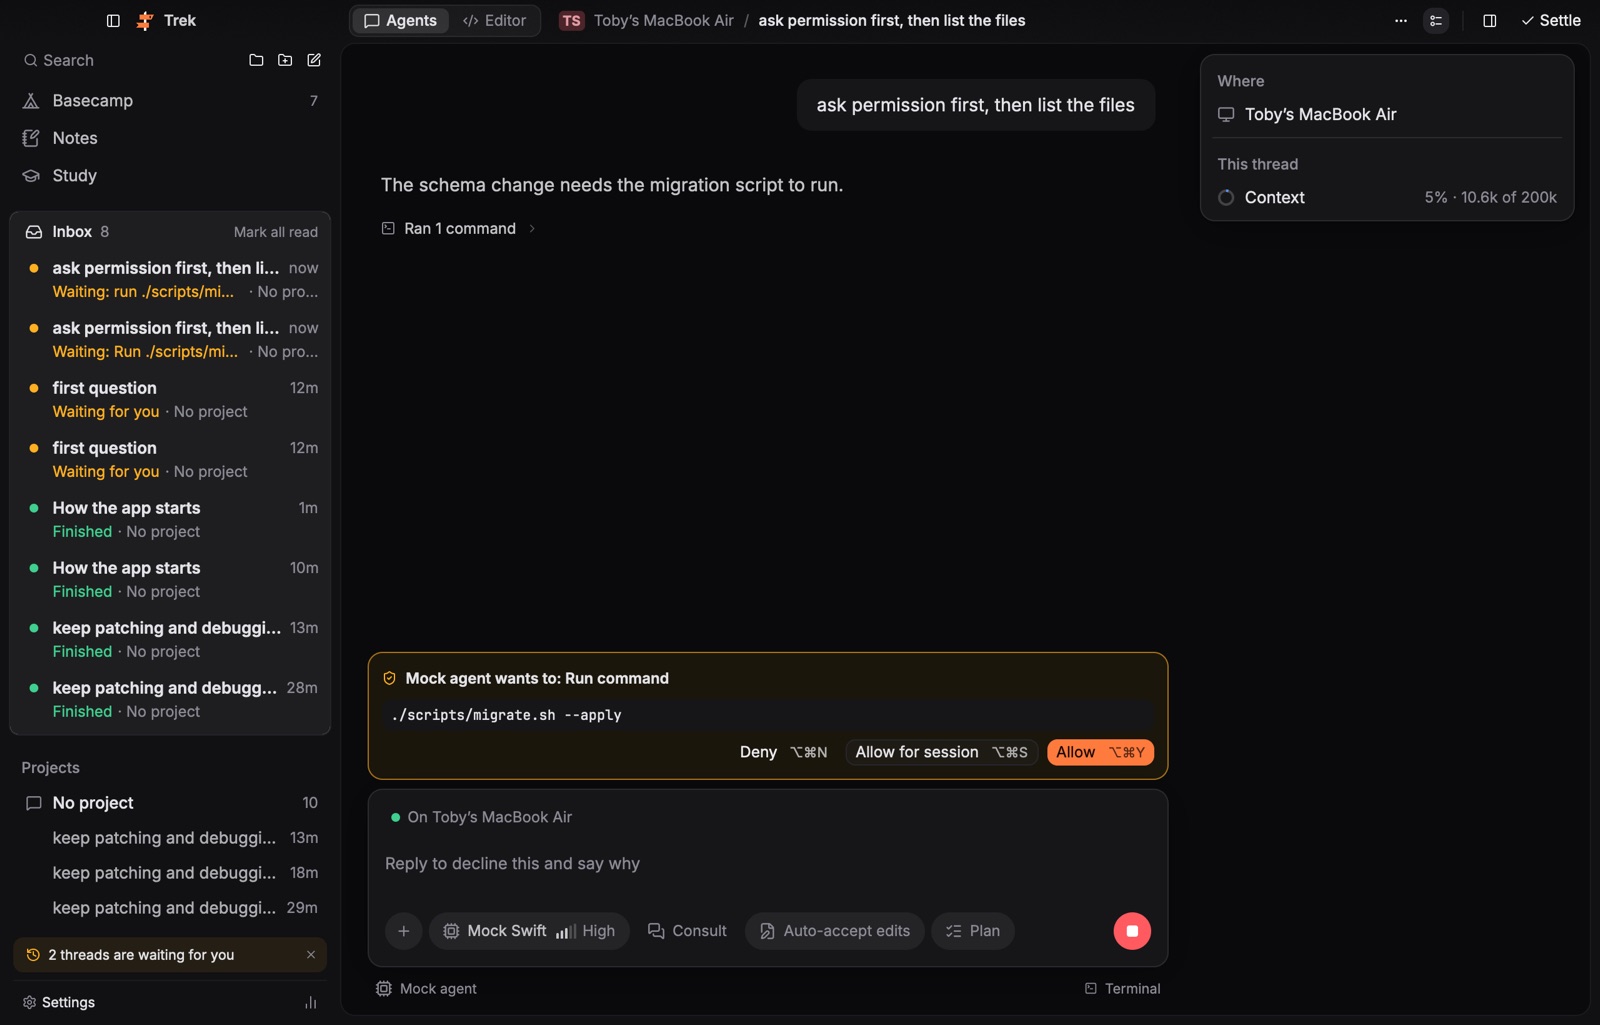 Trek
Agents
Editor
TS
Toby’s MacBook Air / ask permission first, then list the files
Settle
Search
Basecamp 7
Notes
Study
Inbox 8 Mark all read
ask permission first, then li... now
Waiting: run ./scripts/mi... · No pro...
ask permission first, then li... now
Waiting: Run ./scripts/mi... · No pro...
first question 12m
Waiting for you · No project
first question 12m
Waiting for you · No project
How the app starts 1m
Finished · No project
How the app starts 10m
Finished · No project
keep patching and debuggi... 13m
Finished · No project
keep patching and debugg... 28m
Finished · No project
Projects
No project 10
keep patching and debuggi... 13m
keep patching and debuggi... 18m
keep patching and debuggi... 29m
2 threads are waiting for you
Settings
ask permission first, then list the files
The schema change needs the migration script to run.
Ran 1 command
Mock agent wants to: Run command
./scripts/migrate.sh --apply
Deny ⌥⌘N Allow for session ⌥⌘S Allow ⌥⌘Y
On Toby’s MacBook Air
Reply to decline this and say why
Mock Swift High Consult Auto-accept edits Plan
Mock agent Terminal
Where
Toby’s MacBook Air
This thread
Context 5% · 10.6k of 200k